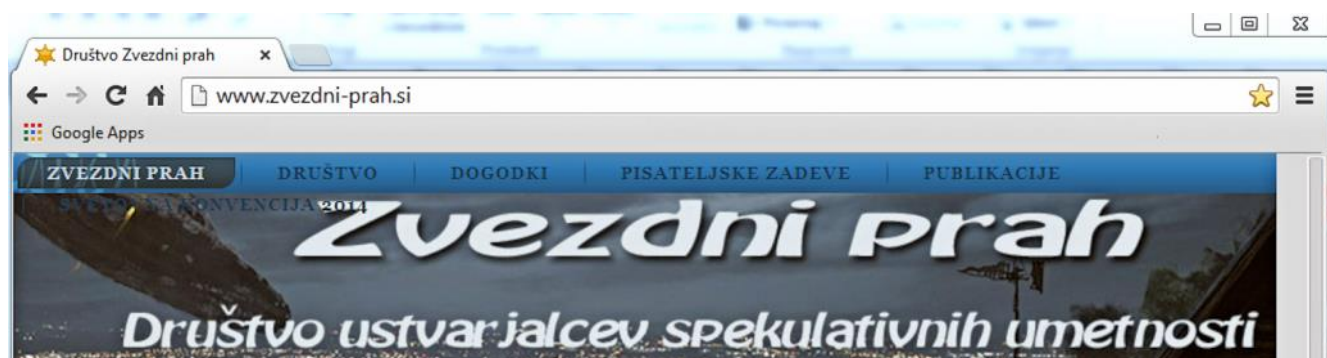 Društvo Zvezdni prah
www.zvezdni-prah.si
Google Apps
ZVEZDNI PRAH DRUŠTVO DOGODKI PISATELJSKE ZADEVE PUBLIKACIJE
KONVENCIJA 2014
Zvezdni prah
Društvo ustvarjalcev spekulativnih umetnosti